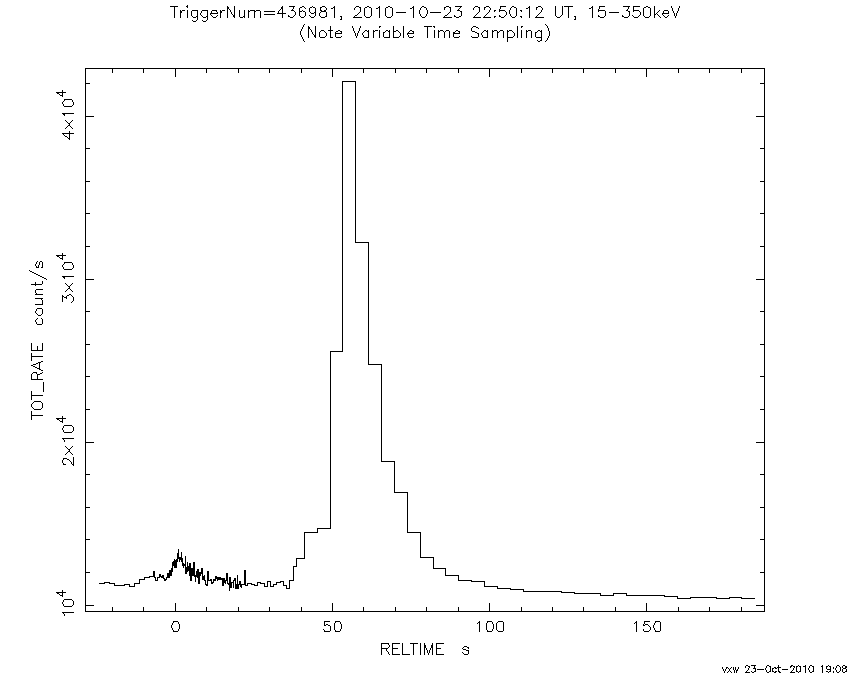 TriggerNum=436981, 2010-10-23 22:50:12 UT, 15-350keV
(Note Variable Time Sampling)
TOT_RATE count/s
4×10⁴
3×10⁴
2×10⁴
10⁴
0 50 100 150
RELTIME s
vxw 23-Oct-2010 19:08